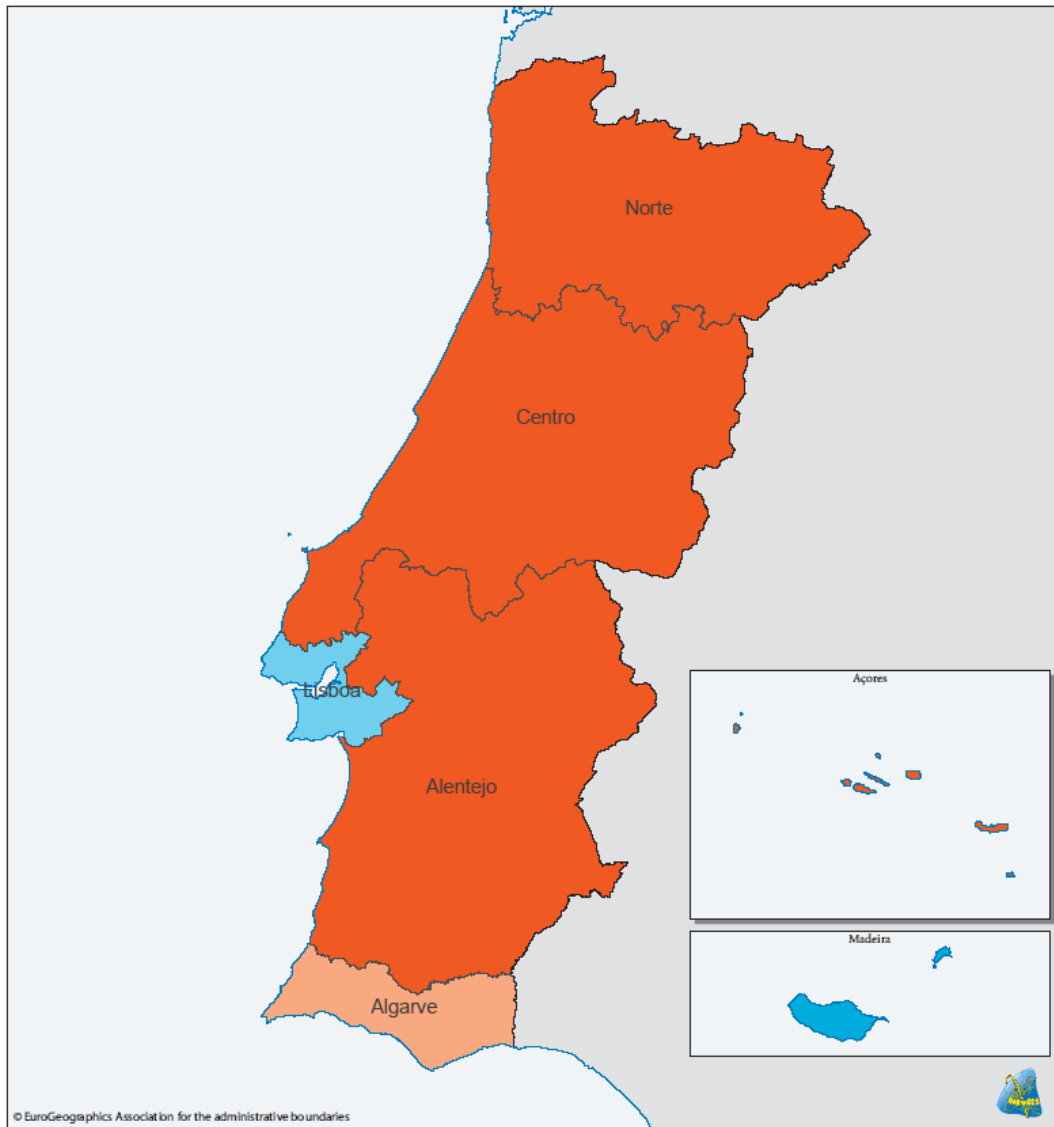 Norte
Centro
Lisboa
Açores
Alentejo
Madeira
Algarve
© EuroGeographics Association for the administrative boundaries